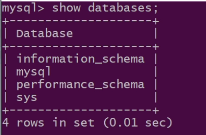 mysql> show databases;
+--------------------+
| Database           |
+--------------------+
| information_schema |
| mysql              |
| performance_schema |
| sys                |
+--------------------+
4 rows in set (0.01 sec)